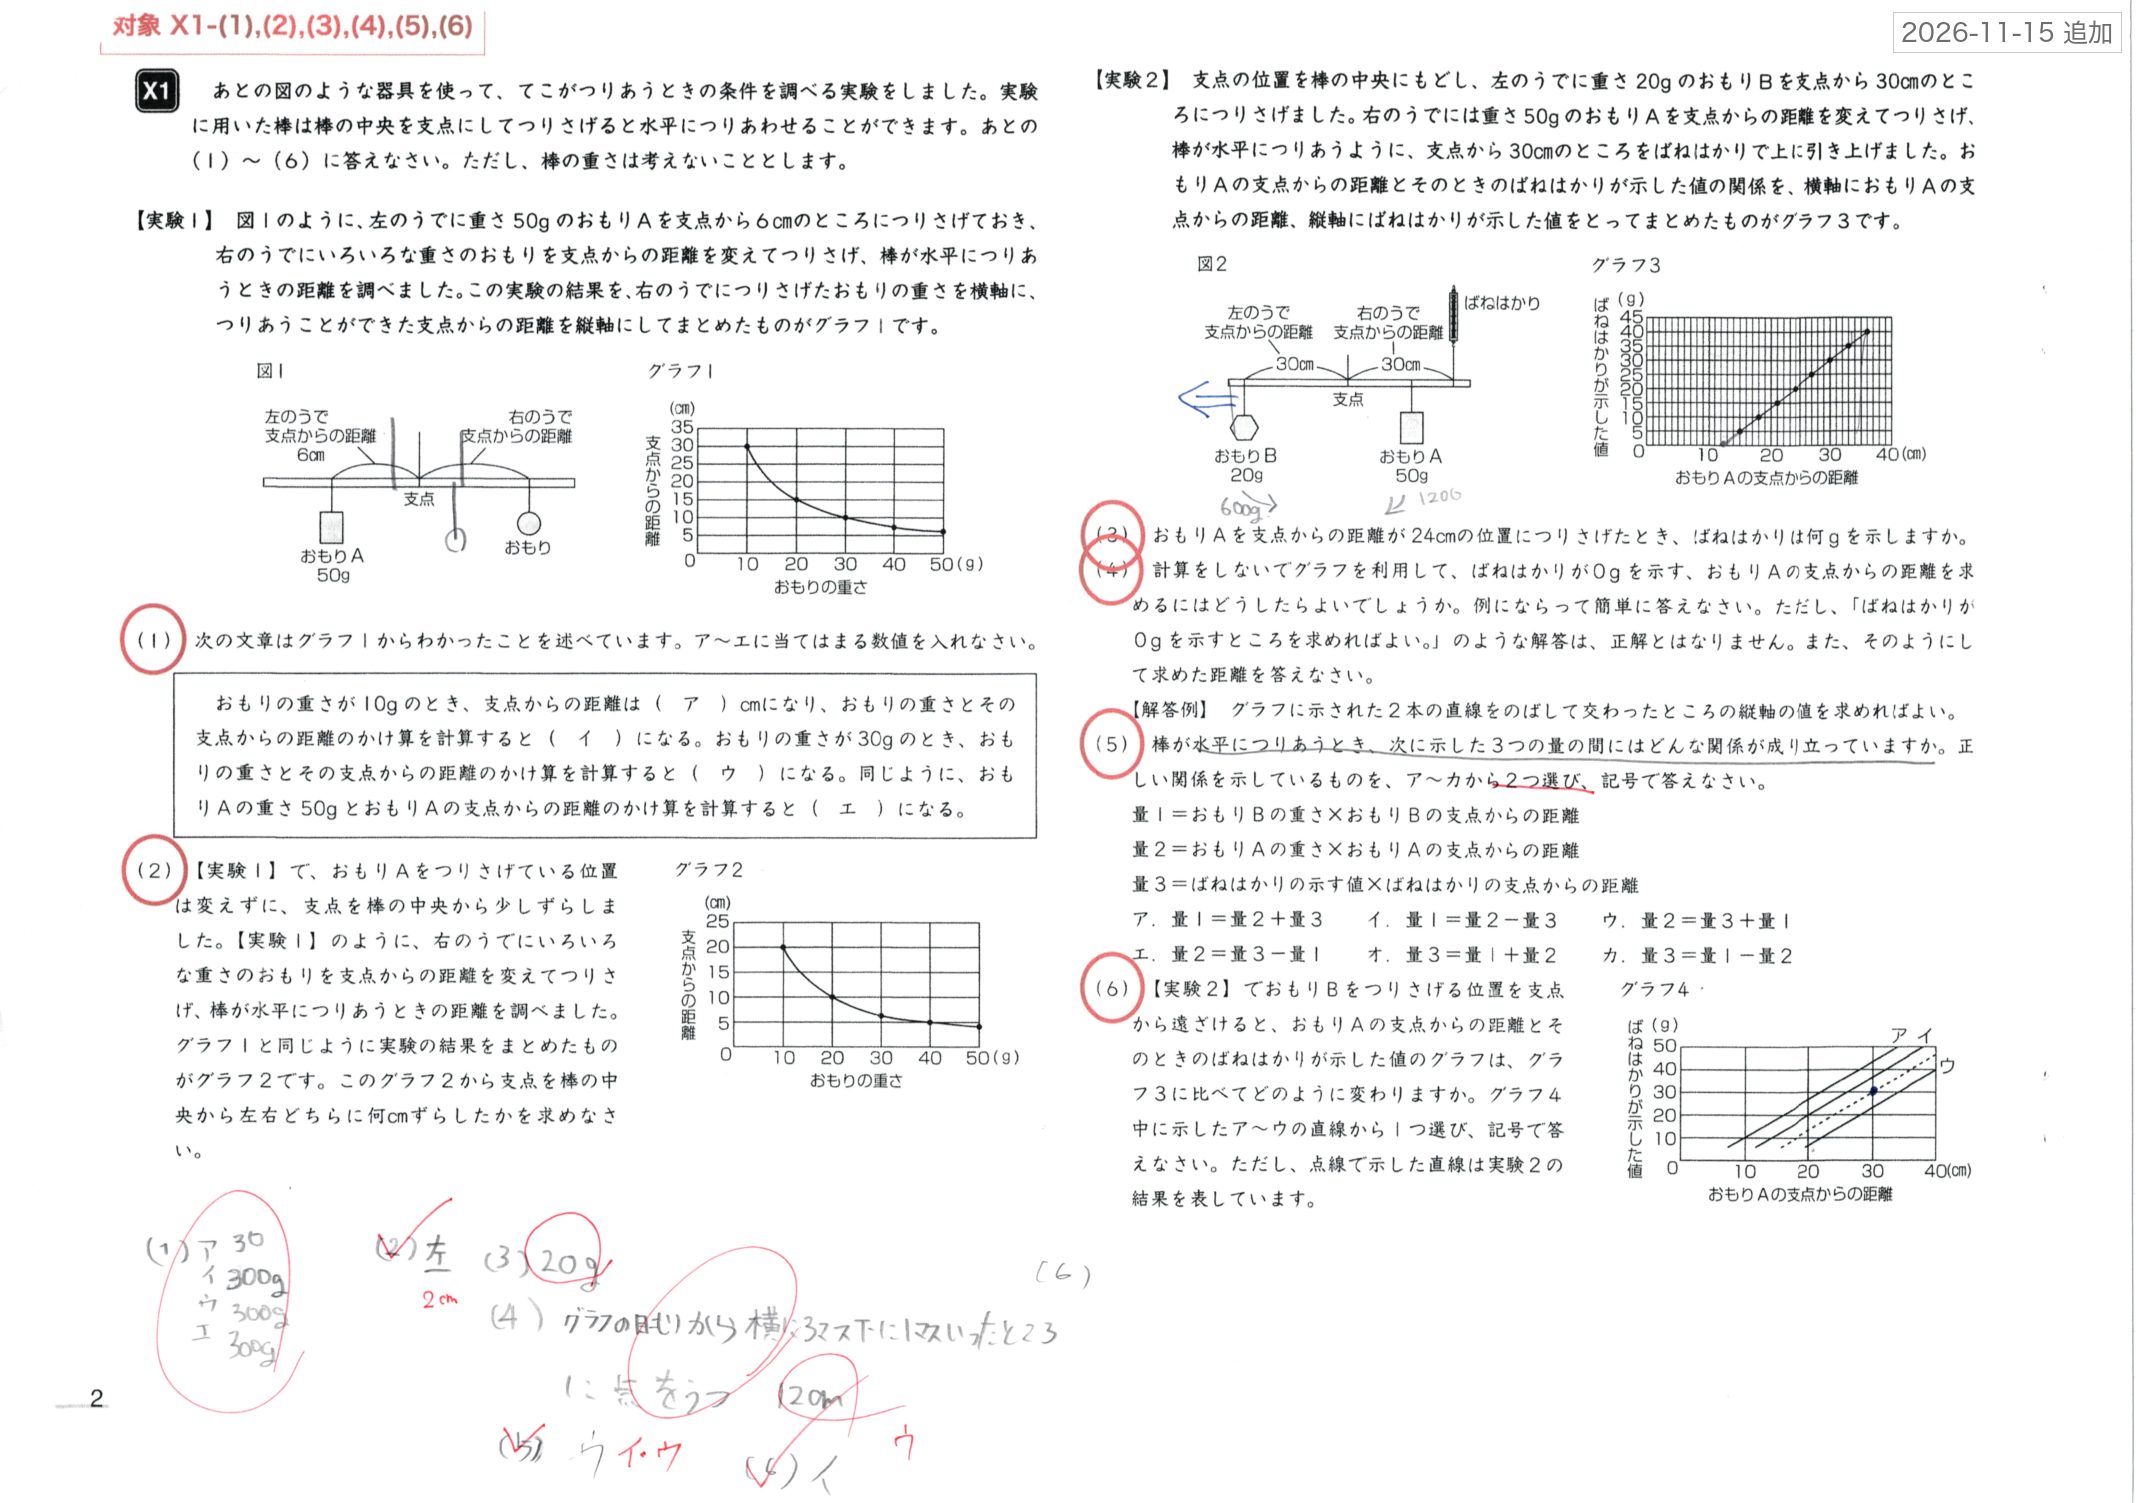 対象 X1-(1),(2),(3),(4),(5),(6)
2026-11-15 追加
X1 あとの図のような器具を使って、てこがつりあうときの条件を調べる実験をしました。実験
に用いた棒は棒の中央を支点にしてつりさげると水平につりあわせることができます。あとの
(1)～(6)に答えなさい。ただし、棒の重さは考えないこととします。
【実験1】 図1のように、左のうでに重さ50gのおもりAを支点から6cmのところにつりさげておき、
右のうでにいろいろな重さのおもりを支点からの距離を変えてつりさげ、棒が水平につりあ
うときの距離を調べました。この実験の結果を、右のうでにつりさげたおもりの重さを横軸に、
つりあうことができた支点からの距離を縦軸にしてまとめたものがグラフ1です。
図1
左のうで
支点からの距離
6cm
右のうで
支点からの距離
支点
おもりA
50g
おもり
グラフ1
(cm)
支点からの距離
35
30
25
20
15
10
5
0 10 20 30 40 50(g)
おもりの重さ
(1) 次の文章はグラフ1からわかったことを述べています。ア～エに当てはまる数値を入れなさい。
おもりの重さが10gのとき、支点からの距離は( ア )cmになり、おもりの重さとその
支点からの距離のかけ算を計算すると( イ )になる。おもりの重さが30gのとき、おも
りの重さとその支点からの距離のかけ算を計算すると( ウ )になる。同じように、おも
りAの重さ50gとおもりAの支点からの距離のかけ算を計算すると( エ )になる。
(2) 【実験1】で、おもりAをつりさげている位置
は変えずに、支点を棒の中央から少しずらしま
した。【実験1】のように、右のうでにいろいろ
な重さのおもりを支点からの距離を変えてつりさ
げ、棒が水平につりあうときの距離を調べました。
グラフ1と同じように実験の結果をまとめたもの
がグラフ2です。このグラフ2から支点を棒の中
央から左右どちらに何cmずらしたかを求めなさ
い。
グラフ2
(cm)
支点からの距離
25
20
15
10
5
0 10 20 30 40 50(g)
おもりの重さ
(1) ア 30
イ 300g
ウ 300g
エ 300g
(2) 左
2cm
(3) 20g
(4) グラフの目もりから横に3マス下に1マスいったところ
に点をうつ 12cm
(5) ウ イ・ウ
(6) イ ウ
(6)
2
【実験2】 支点の位置を棒の中央にもどし、左のうでに重さ20gのおもりBを支点から30cmのとこ
ろにつりさげました。右のうでには重さ50gのおもりAを支点からの距離を変えてつりさげ、
棒が水平につりあうように、支点から30cmのところをばねはかりで上に引き上げました。お
もりAの支点からの距離とそのときのばねはかりが示した値の関係を、横軸におもりAの支
点からの距離、縦軸にばねはかりが示した値をとってまとめたものがグラフ3です。
図2
左のうで
支点からの距離
右のうで
支点からの距離
ばねはかり
30cm
30cm
支点
おもりB
20g
おもりA
50g
600g
1200
グラフ3
(g)
ばねはかりが示した値
45
40
35
30
25
20
15
10
5
0 10 20 30 40(cm)
おもりAの支点からの距離
(3) おもりAを支点からの距離が24cmの位置につりさげたとき、ばねはかりは何gを示しますか。
(4) 計算をしないでグラフを利用して、ばねはかりが0gを示す、おもりAの支点からの距離を求
めるにはどうしたらよいでしょうか。例にならって簡単に答えなさい。ただし、「ばねはかりが
0gを示すところを求めればよい。」のような解答は、正解とはなりません。また、そのようにし
て求めた距離を答えなさい。
【解答例】 グラフに示された2本の直線をのばして交わったところの縦軸の値を求めればよい。
(5) 棒が水平につりあうとき、次に示した3つの量の間にはどんな関係が成り立っていますか。正
しい関係を示しているものを、ア～カから2つ選び、記号で答えなさい。
量1＝おもりBの重さ×おもりBの支点からの距離
量2＝おもりAの重さ×おもりAの支点からの距離
量3＝ばねはかりの示す値×ばねはかりの支点からの距離
ア．量1＝量2＋量3 イ．量1＝量2－量3 ウ．量2＝量3＋量1
エ．量2＝量3－量1 オ．量3＝量1＋量2 カ．量3＝量1－量2
(6) 【実験2】でおもりBをつりさげる位置を支点
から遠ざけると、おもりAの支点からの距離とそ
のときのばねはかりが示した値のグラフは、グラ
フ3に比べてどのように変わりますか。グラフ4
中に示したア～ウの直線から1つ選び、記号で答
えなさい。ただし、点線で示した直線は実験2の
結果を表しています。
グラフ4
(g)
ばねはかりが示した値
50
40
30
20
10
0 10 20 30 40(cm)
ア イ
ウ
おもりAの支点からの距離